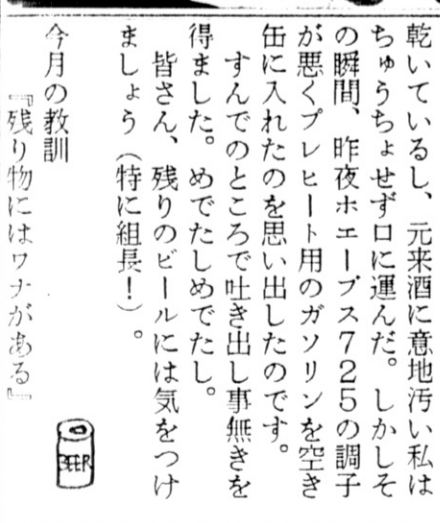 乾いているし、元来酒に意地汚い私は
ちゅうちょせず口に運んだ。しかしそ
の瞬間、昨夜ホエーブス725の調子
が悪くプレヒート用のガソリンを空き
缶に入れたのを思い出したのです。
すんでのところで吐き出し事無きを
得ました。めでたしめでたし。
皆さん、残りのビールには気をつけ
ましょう（特に組長！）。
今月の教訓
『残り物にはワナがある』
BEER